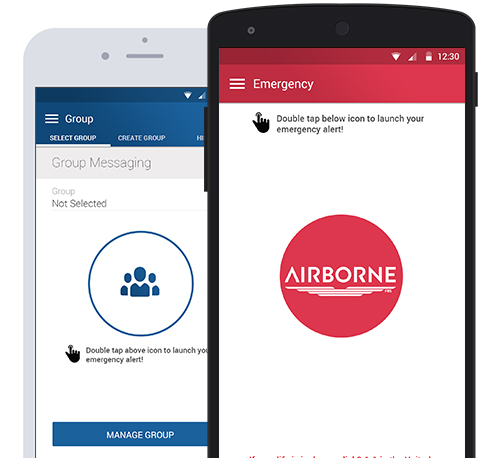 Group
SELECT GROUP CREATE GROUP HI
Group Messaging
Group
Not Selected
Double tap above icon to launch you
emergency alert!
MANAGE GROUP
12:30
Emergency
Double tap below icon to launch your
emergency alert!
AIRBORNE